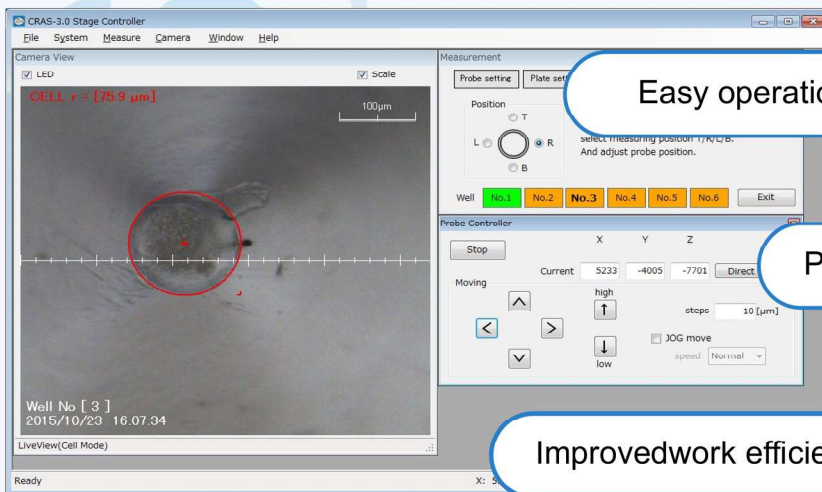 CRAS-3.0 Stage Controller
File System Measure Camera Window Help
Camera View
LED
Scale
CELL r = [75.9 μm]
100μm
Well No [ 3 ]
2015/10/23 16.07.34
LiveView(Cell Mode)
Ready
Measurement
Probe setting
Plate set
Easy operatio
Position
T
L
R
B
select measuring position T/R/L/B.
And adjust probe position.
Well No.1 No.2 No.3 No.4 No.5 No.6 Exit
Probe Controller
Stop
X Y Z
Current 5233 -4005 -7701 Direct
P
Moving
high
low
steps 10 [μm]
JOG move
speed Normal
Improvedwork efficie
X: